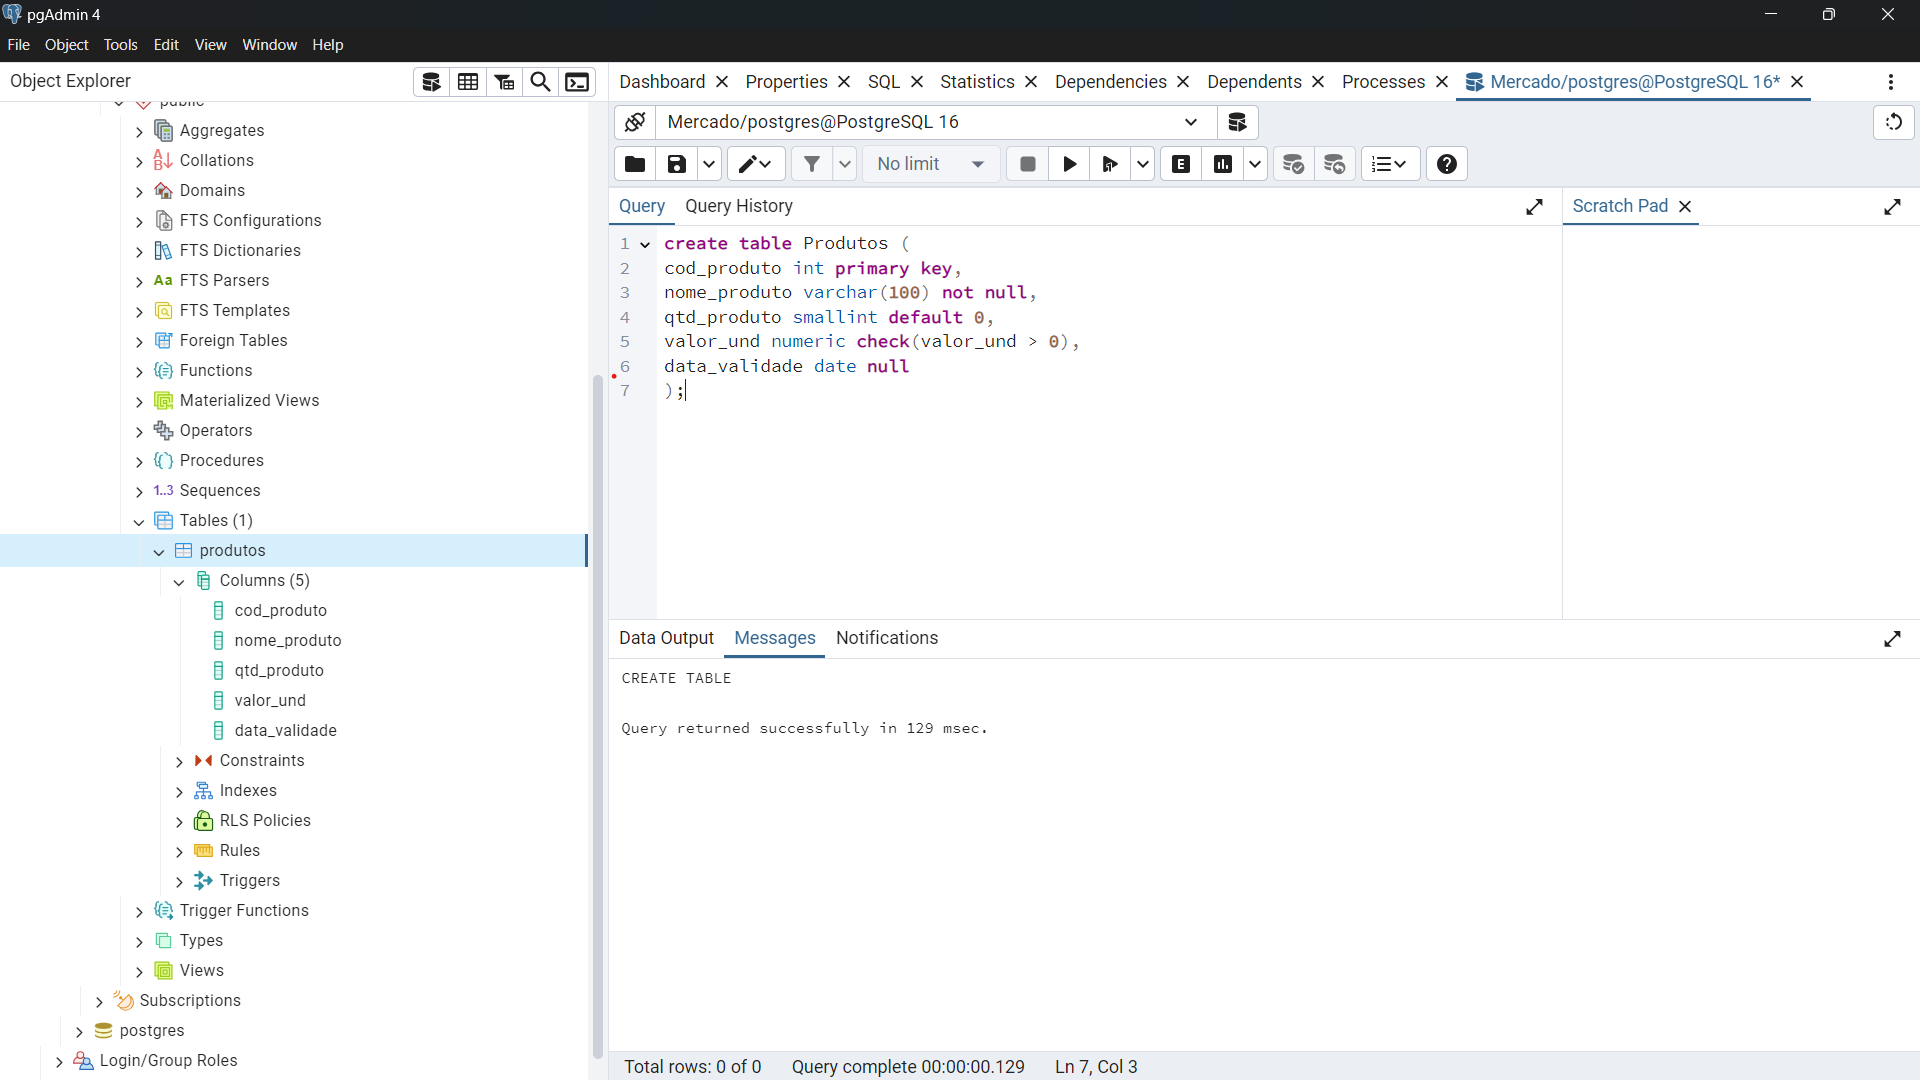 pgAdmin 4
File Object Tools Edit View Window Help
Object Explorer
Dashboard Properties SQL Statistics Dependencies Dependents Processes Mercado/postgres@PostgreSQL 16*
Mercado/postgres@PostgreSQL 16
No limit
E
Query Query History
Scratch Pad
public
Aggregates
Collations
Domains
FTS Configurations
FTS Dictionaries
Aa FTS Parsers
FTS Templates
Foreign Tables
Functions
Materialized Views
Operators
Procedures
1..3 Sequences
Tables (1)
produtos
Columns (5)
cod_produto
nome_produto
qtd_produto
valor_und
data_validade
Constraints
Indexes
RLS Policies
Rules
Triggers
Trigger Functions
Types
Views
Subscriptions
postgres
Login/Group Roles
1 create table Produtos (
2 cod_produto int primary key,
3 nome_produto varchar(100) not null,
4 qtd_produto smallint default 0,
5 valor_und numeric check(valor_und > 0),
6 data_validade date null
7 );
Data Output Messages Notifications
CREATE TABLE
Query returned successfully in 129 msec.
Total rows: 0 of 0 Query complete 00:00:00.129 Ln 7, Col 3